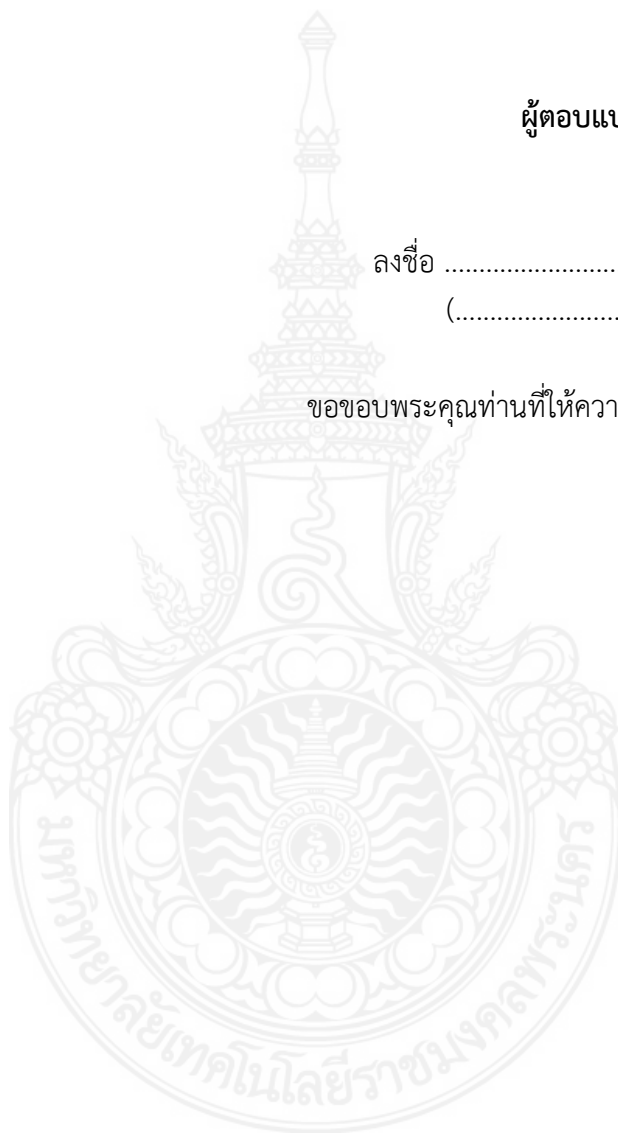 ผู้ตอบแบ
ลงชื่อ ........................
(.......................
ขอขอบพระคุณท่านที่ให้ควา
มหาวิทยาลัยเทคโนโลยีราชมงคลพระนคร